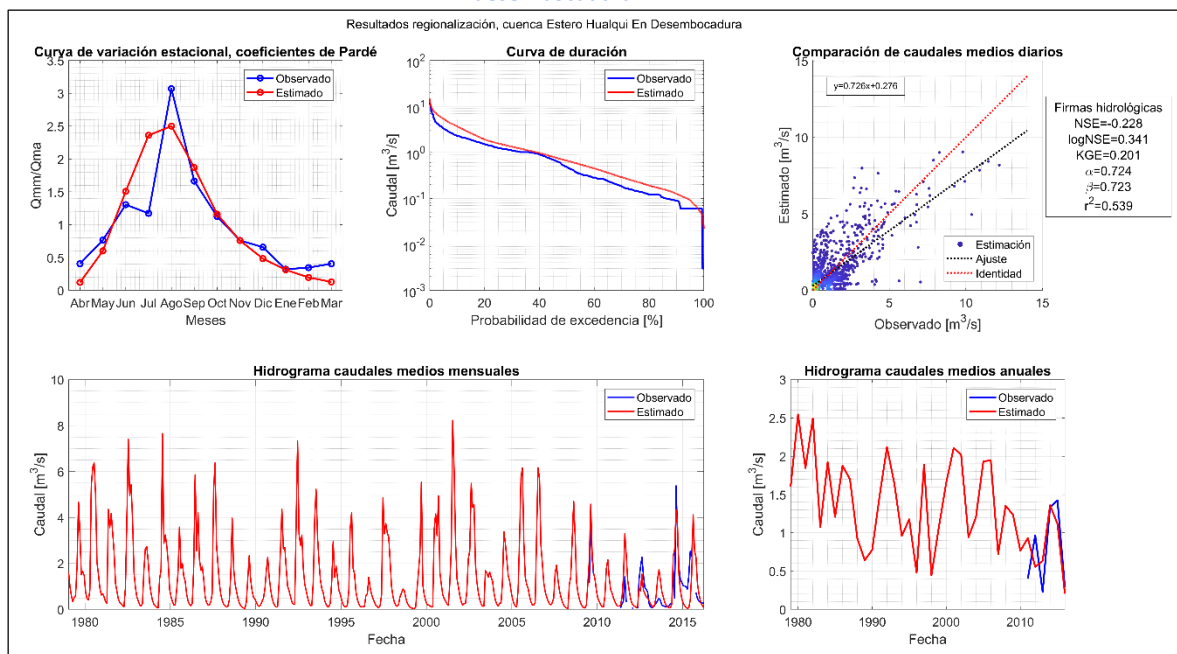 Resultados regionalización, cuenca Estero Hualqui En Desembocadura
Curva de variación estacional, coeficientes de Pardé
Observado
Estimado
Qmm/Qma
3.5
3
2.5
2
1.5
1
0.5
0
Abr May Jun Jul Ago Sep Oct Nov Dic Ene Feb Mar
Meses
Curva de duración
Observado
Estimado
Caudal [m³/s]
10²
10¹
10⁰
10⁻¹
10⁻²
10⁻³
0 20 40 60 80 100
Probabilidad de excedencia [%]
Comparación de caudales medios diarios
y=0.726x+0.276
Estimado [m³/s]
15
10
5
0
Estimación
Ajuste
Identidad
0 5 10 15
Observado [m³/s]
Firmas hidrológicas
NSE=-0.228
logNSE=0.341
KGE=0.201
α=0.724
β=0.723
r²=0.539
Hidrograma caudales medios mensuales
Observado
Estimado
Caudal [m³/s]
10
8
6
4
2
0
1980 1985 1990 1995 2000 2005 2010 2015
Fecha
Hidrograma caudales medios anuales
Observado
Estimado
Caudal [m³/s]
3
2.5
2
1.5
1
0.5
0
1980 1990 2000 2010
Fecha